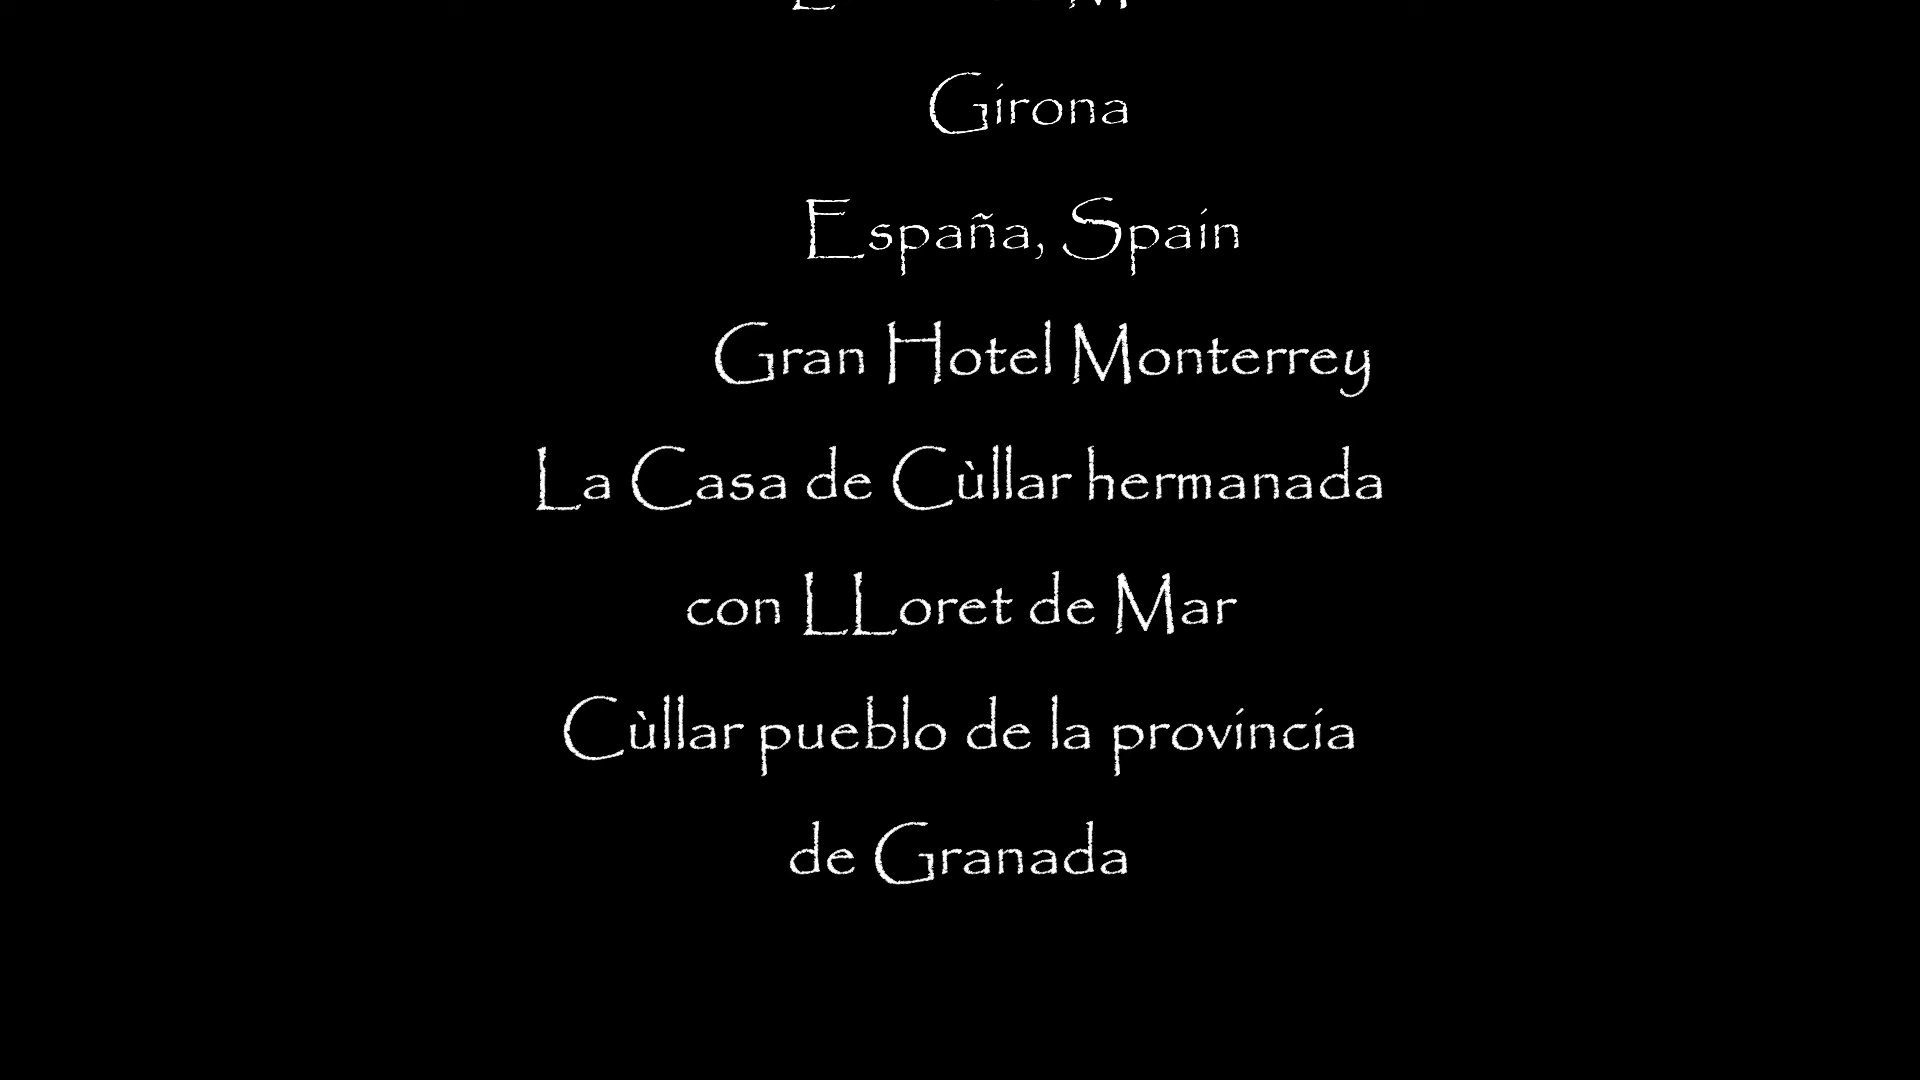 Girona
España, Spain
Gran Hotel Monterrey
La Casa de Cùllar hermanada
con LLoret de Mar
Cùllar pueblo de la provincia
de Granada